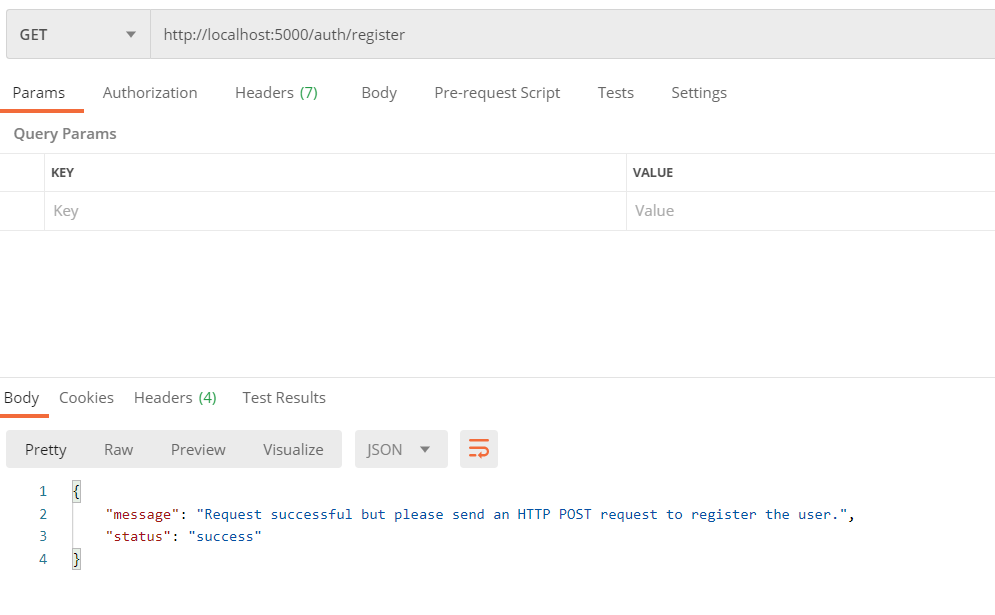 GET http://localhost:5000/auth/register
Params Authorization Headers (7) Body Pre-request Script Tests Settings
Query Params
KEY VALUE
Key Value
Body Cookies Headers (4) Test Results
Pretty Raw Preview Visualize JSON
1 {
2 "message": "Request successful but please send an HTTP POST request to register the user.",
3 "status": "success"
4 }